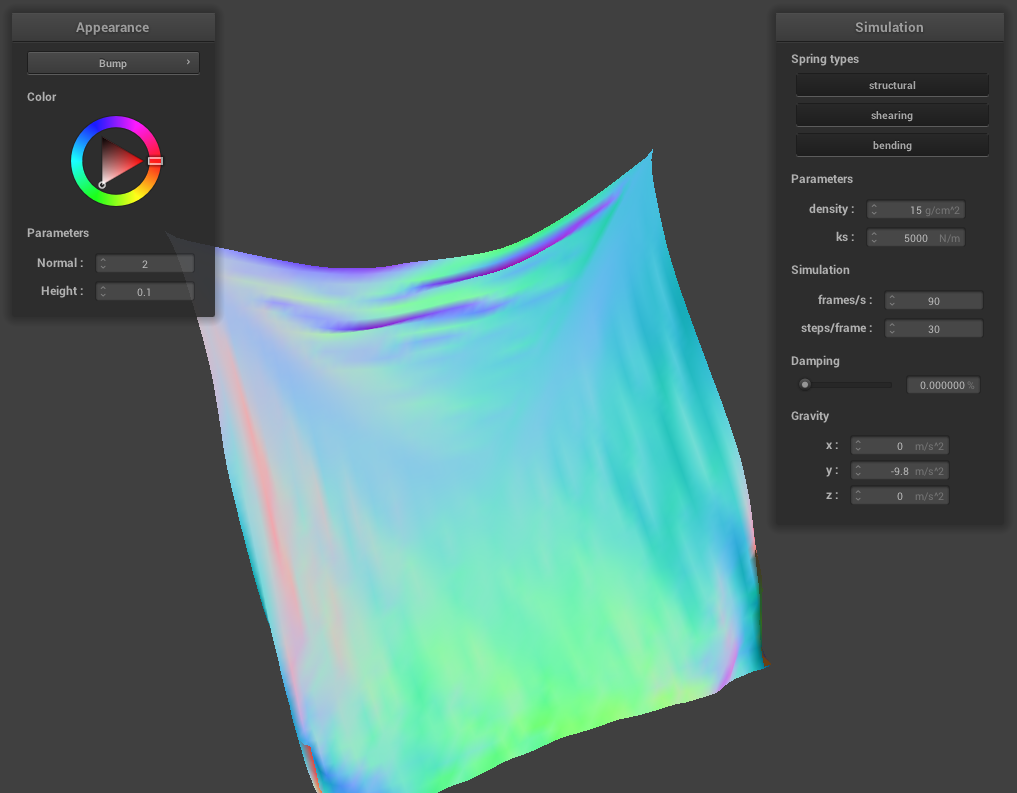 Appearance
Bump
Color
Parameters
Normal : 2
Height : 0.1
Simulation
Spring types
structural
shearing
bending
Parameters
density : 15 g/cm^2
ks : 5000 N/m
Simulation
frames/s : 90
steps/frame : 30
Damping
0.000000 %
Gravity
x : 0 m/s^2
y : -9.8 m/s^2
z : 0 m/s^2